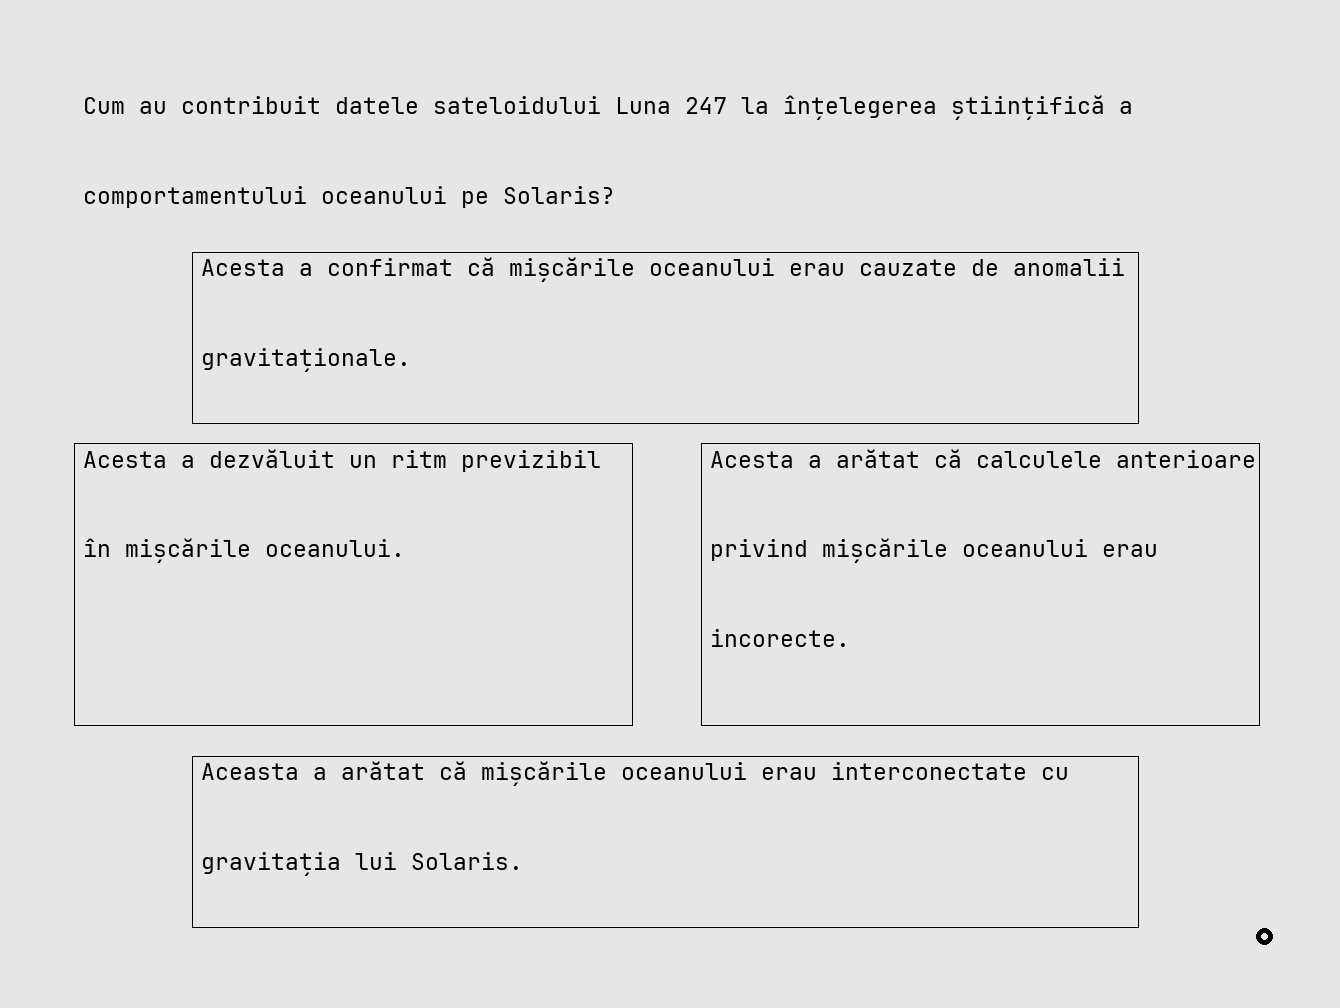 Cum au contribuit datele sateloidului Luna 247 la înțelegerea științifică a
comportamentului oceanului pe Solaris?
Acesta a confirmat că mișcările oceanului erau cauzate de anomalii
gravitaționale.
Acesta a dezvăluit un ritm previzibil
în mișcările oceanului.
Acesta a arătat că calculele anterioare
privind mișcările oceanului erau
incorecte.
Aceasta a arătat că mișcările oceanului erau interconectate cu
gravitația lui Solaris.